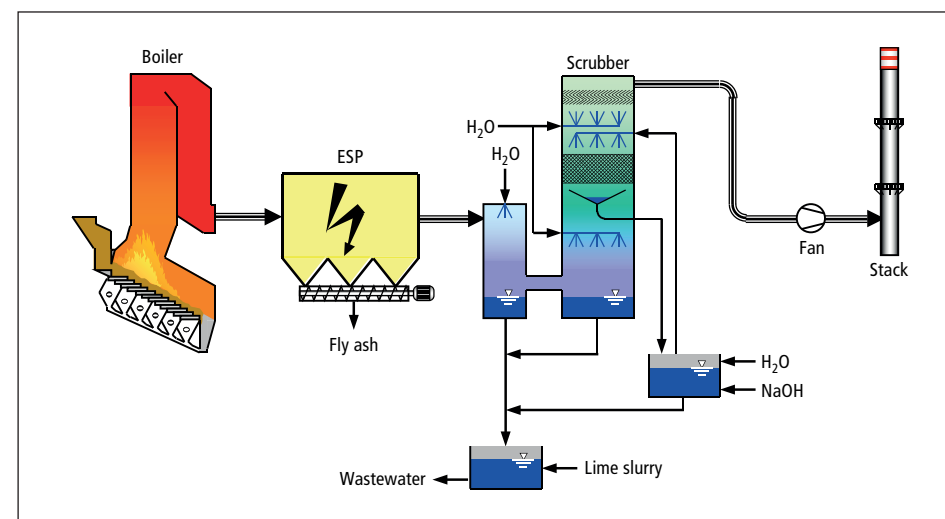 Boiler
Scrubber
H₂O
H₂O
ESP
Fan
Stack
Fly ash
H₂O
NaOH
Lime slurry
Wastewater